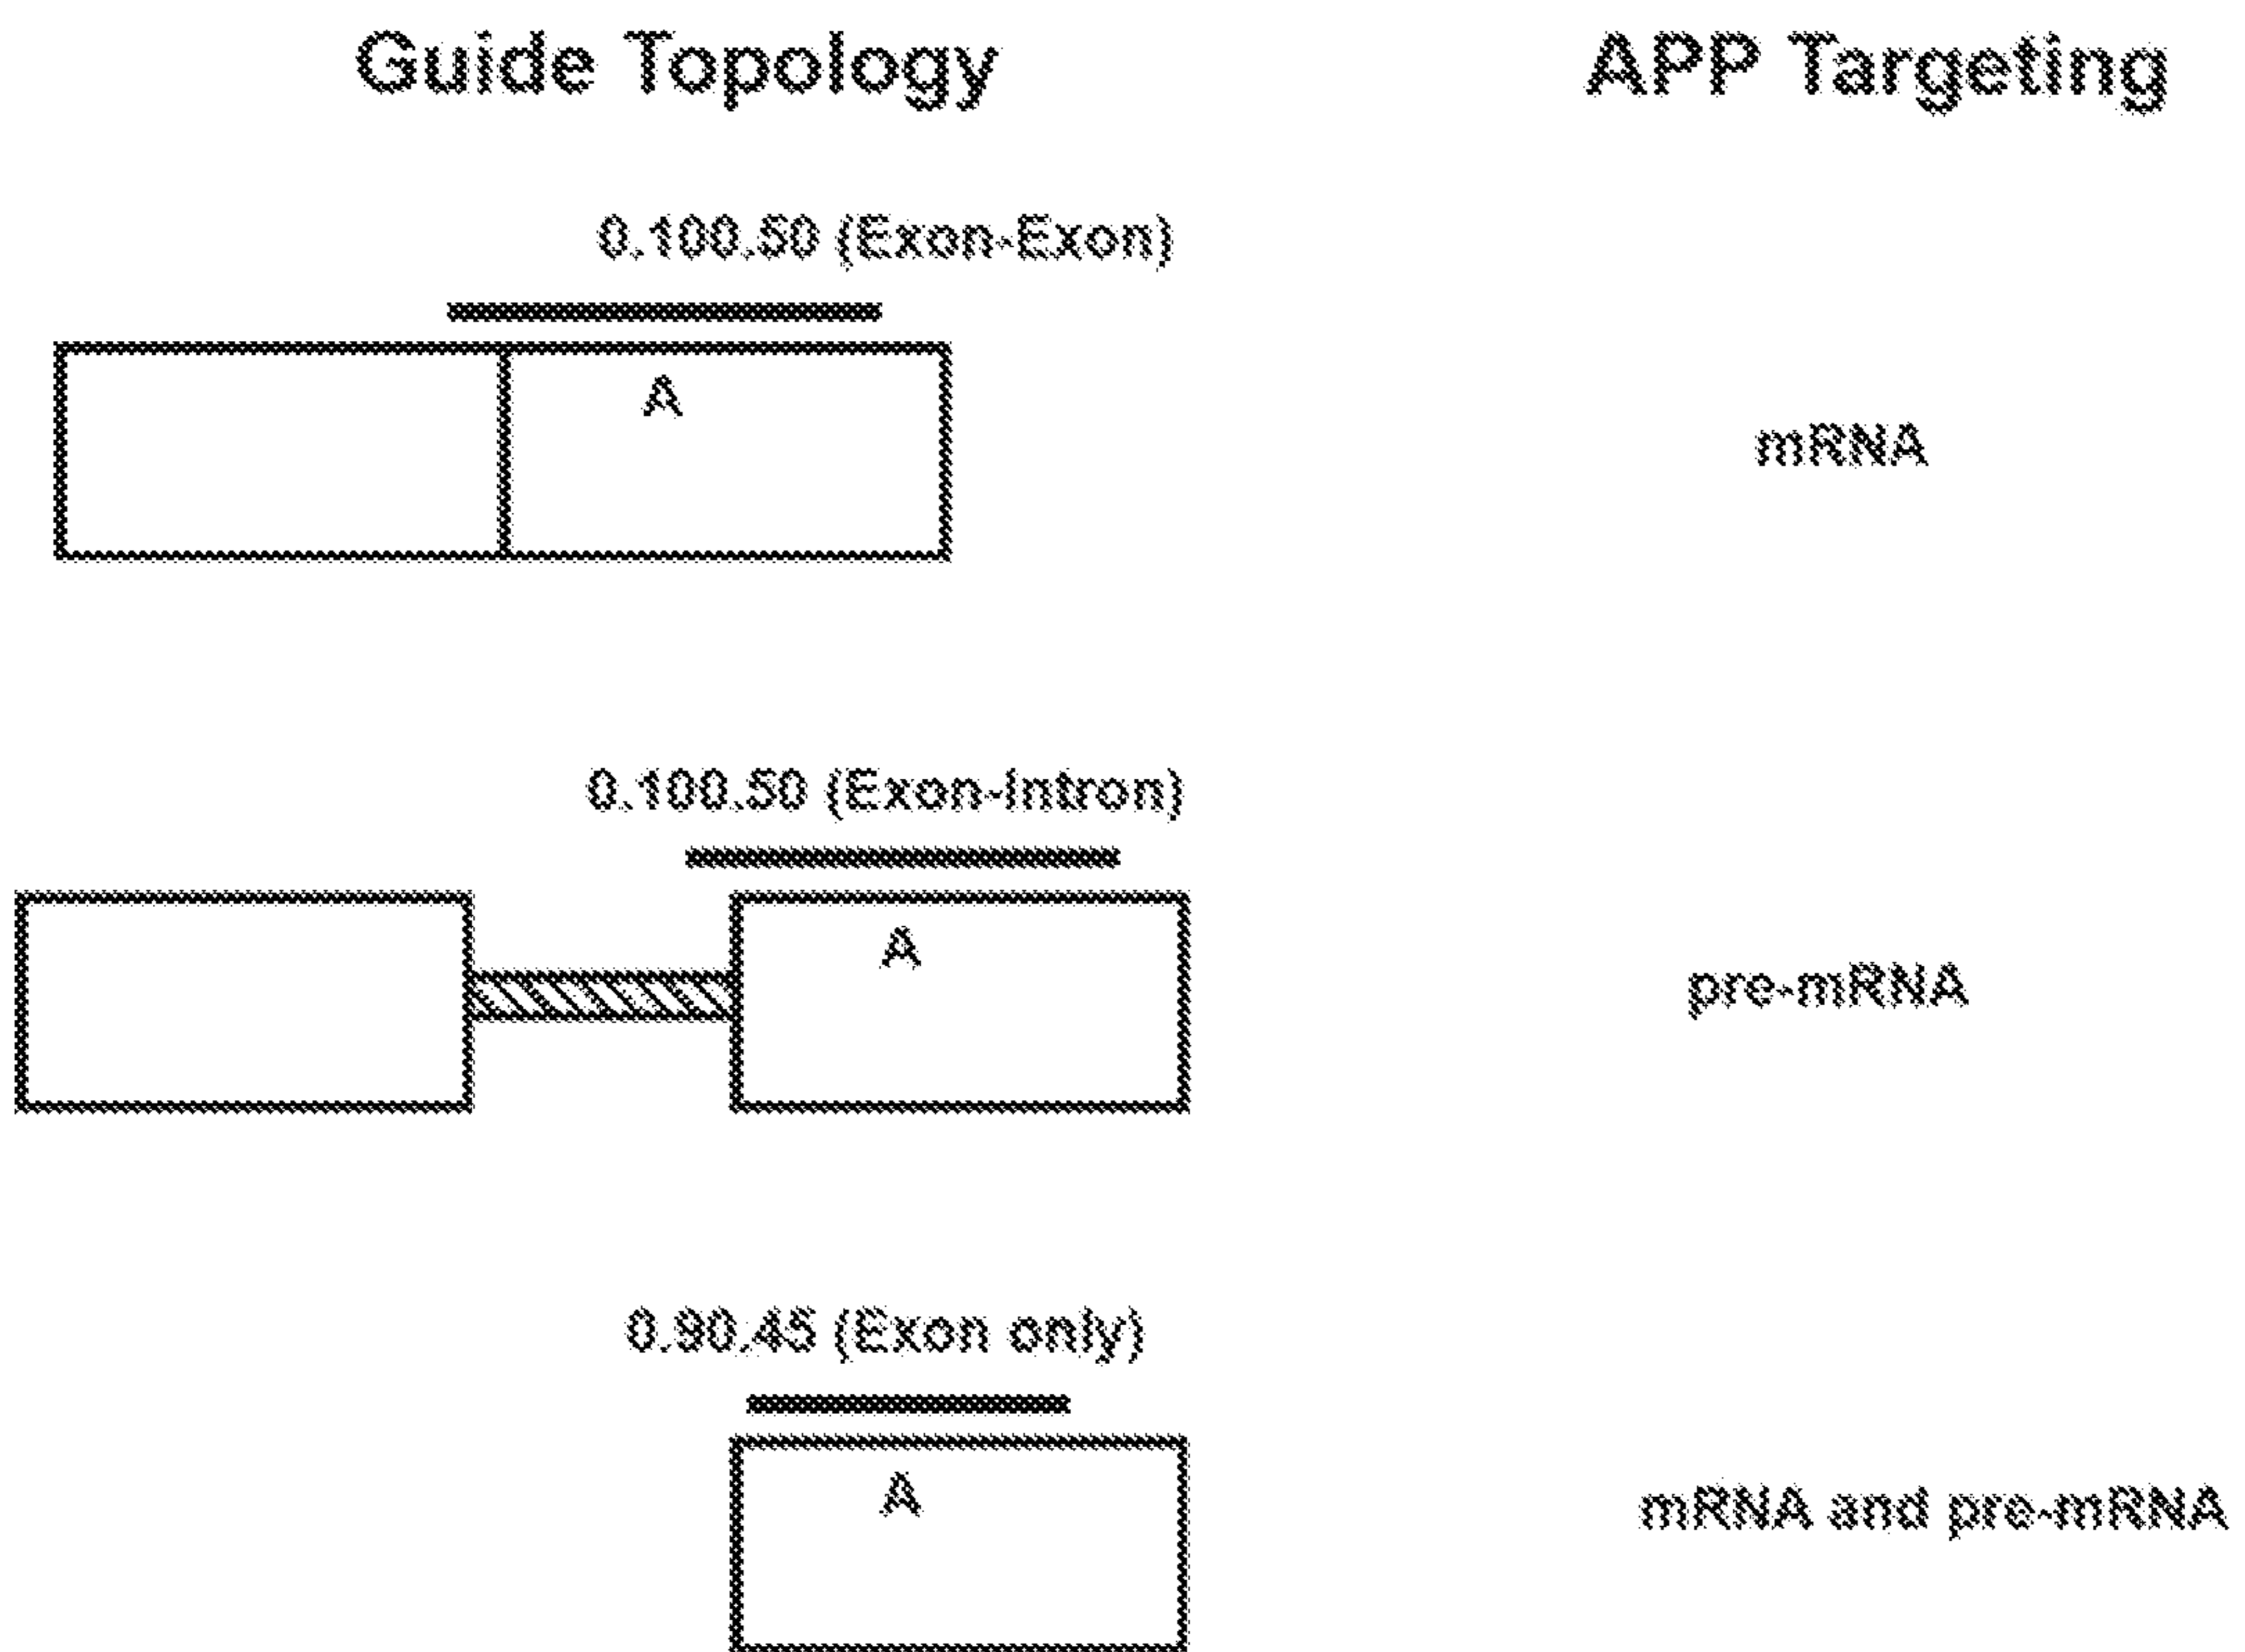 Guide Topology
APP Targeting
0.100.50 (Exon-Exon)
A
mRNA
0.100.50 (Exon-Intron)
A
pre-mRNA
0.90.45 (Exon only)
A
mRNA and pre-mRNA